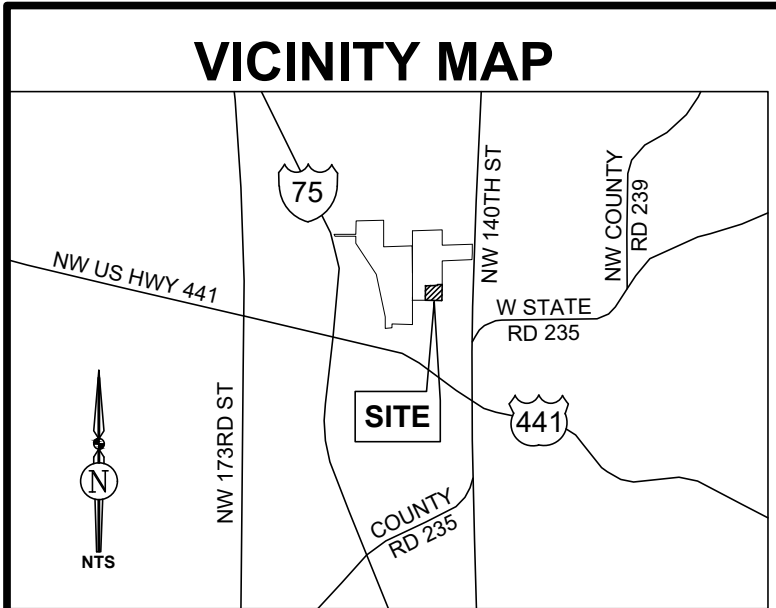 VICINITY MAP
75
NW 140TH ST
NW COUNTY
RD 239
NW US HWY 441
W STATE
RD 235
SITE
441
NW 173RD ST
N
NTS
COUNTY
RD 235